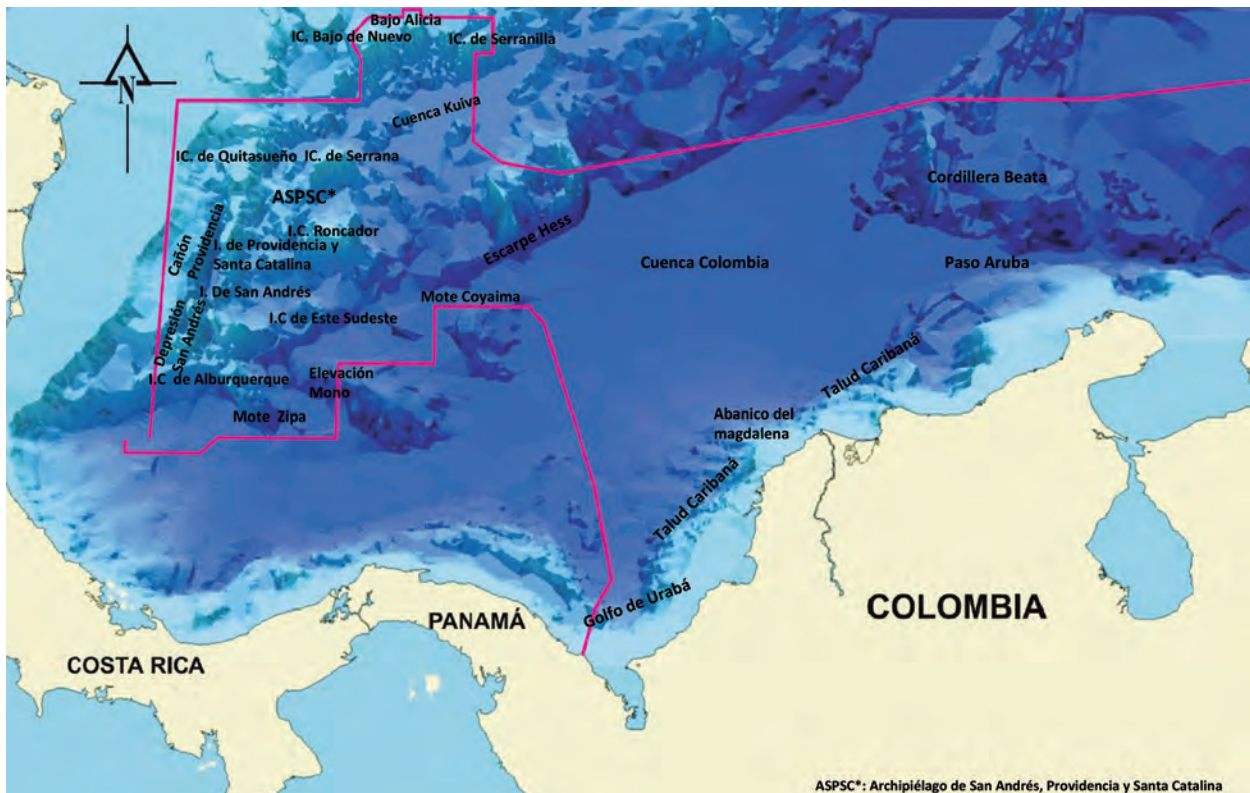 Bajo Alicia
IC. Bajo de Nuevo
IC. de Serranilla
N
Cuenca Kuiva
IC. de Quitasueño
IC. de Serrana
ASPSC*
Cordillera Beata
Cañón
Providencia
I.C. Roncador
I. de Providencia y
Santa Catalina
Escarpe Hess
Cuenca Colombia
Paso Aruba
I. De San Andrés
Mote Coyaima
I.C de Este Sudeste
Depresión
San Andrés
Talud Caribaná
I.C de Alburquerque
Elevación
Mono
Mote Zipa
Abanico del
magdalena
Talud Caribaná
Golfo de Urabá
COLOMBIA
PANAMÁ
COSTA RICA
ASPSC*: Archipiélago de San Andrés, Providencia y Santa Catalina